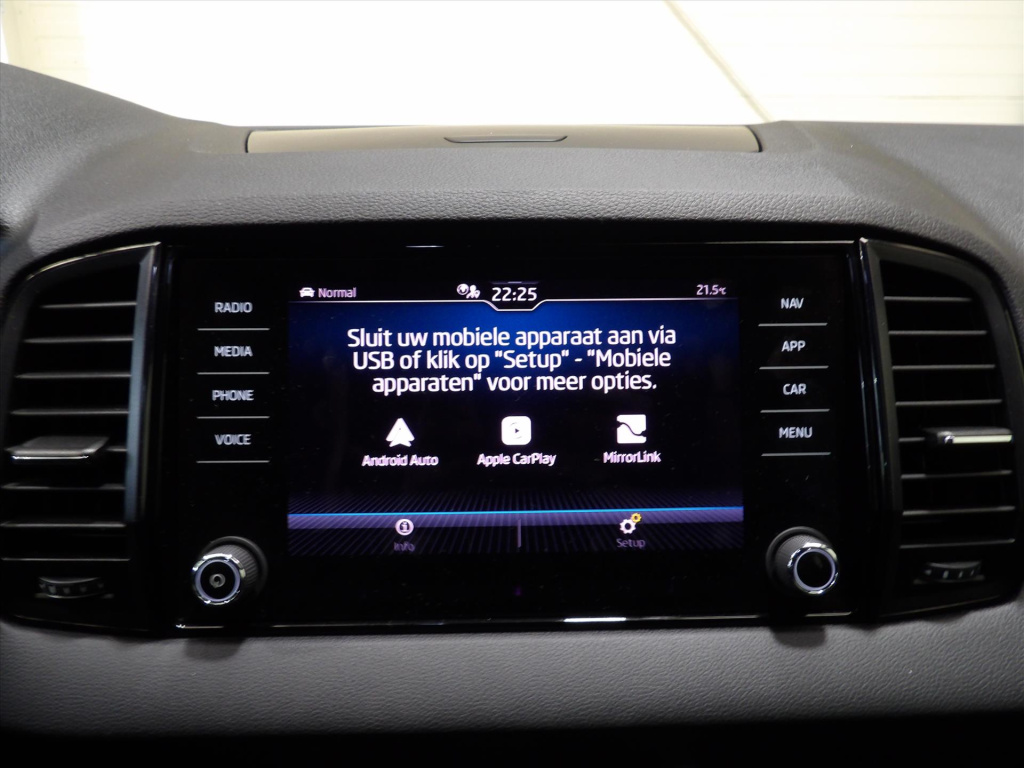 RADIO
MEDIA
PHONE
VOICE
Normal
22:25
21.5°C
Sluit uw mobiele apparaat aan via
USB of klik op "Setup" - "Mobiele
apparaten" voor meer opties.
Android Auto
Apple CarPlay
MirrorLink
Info
Setup
NAV
APP
CAR
MENU